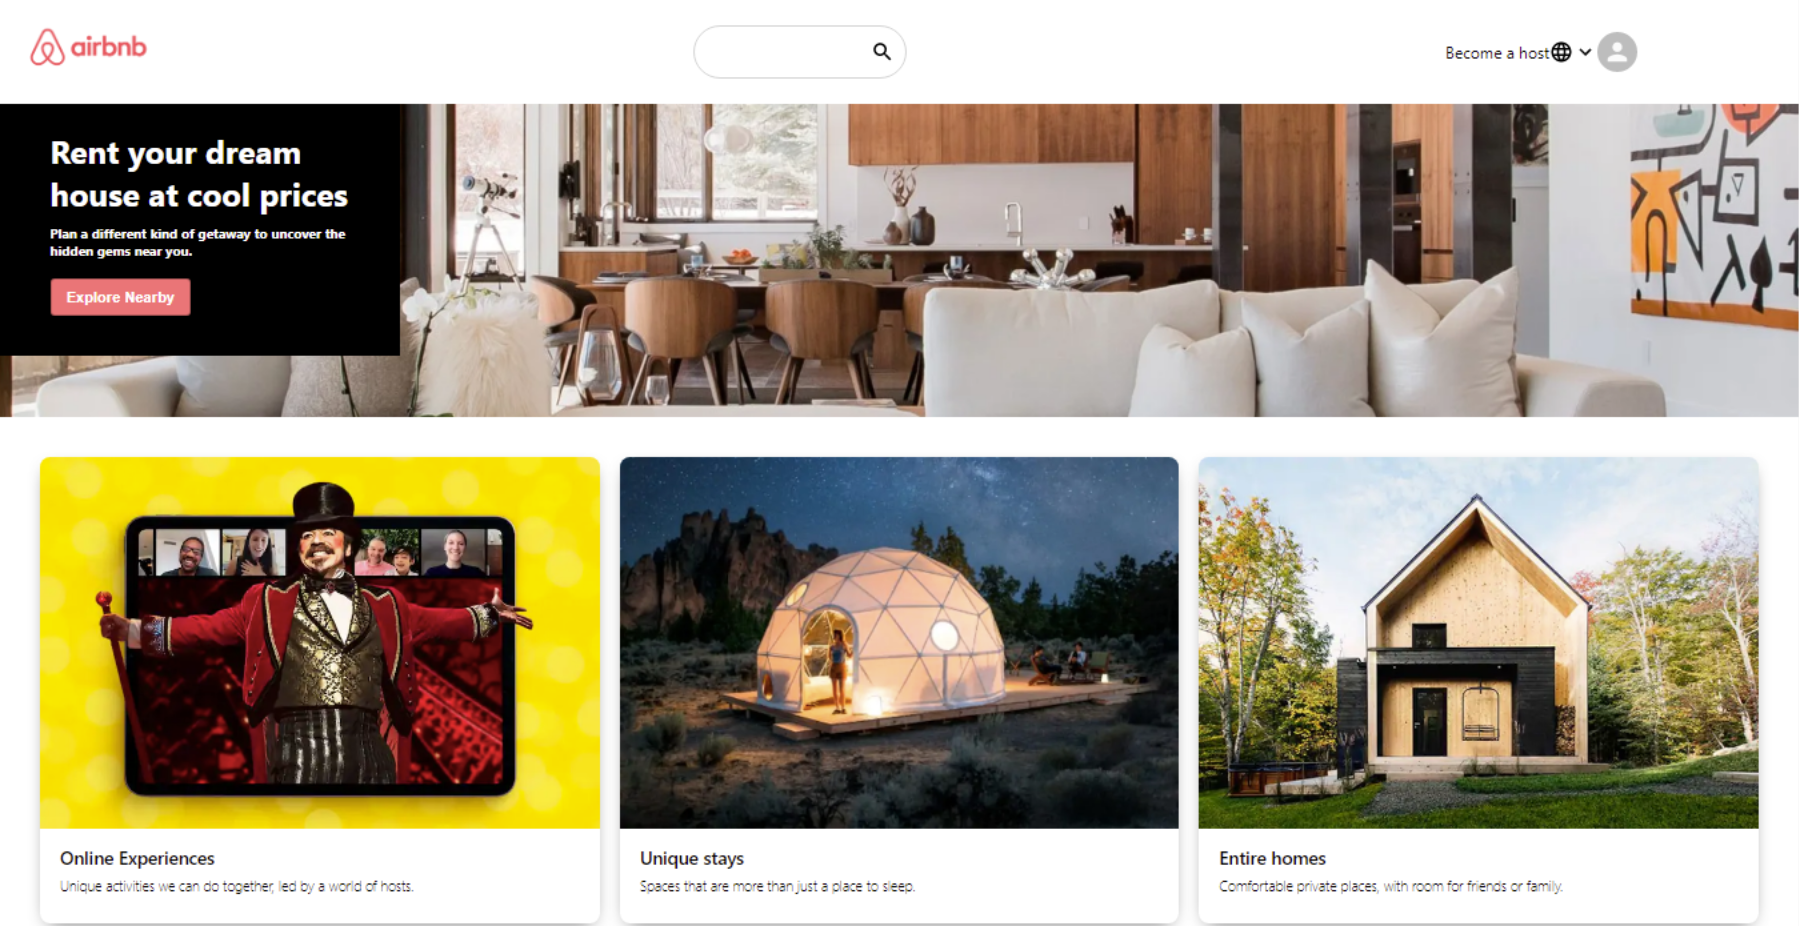 airbnb
Become a host
Rent your dream
house at cool prices
Plan a different kind of getaway to uncover the
hidden gems near you.
Explore Nearby
Online Experiences
Unique activities we can do together, led by a world of hosts.
Unique stays
Spaces that are more than just a place to sleep.
Entire homes
Comfortable private places, with room for friends or family.